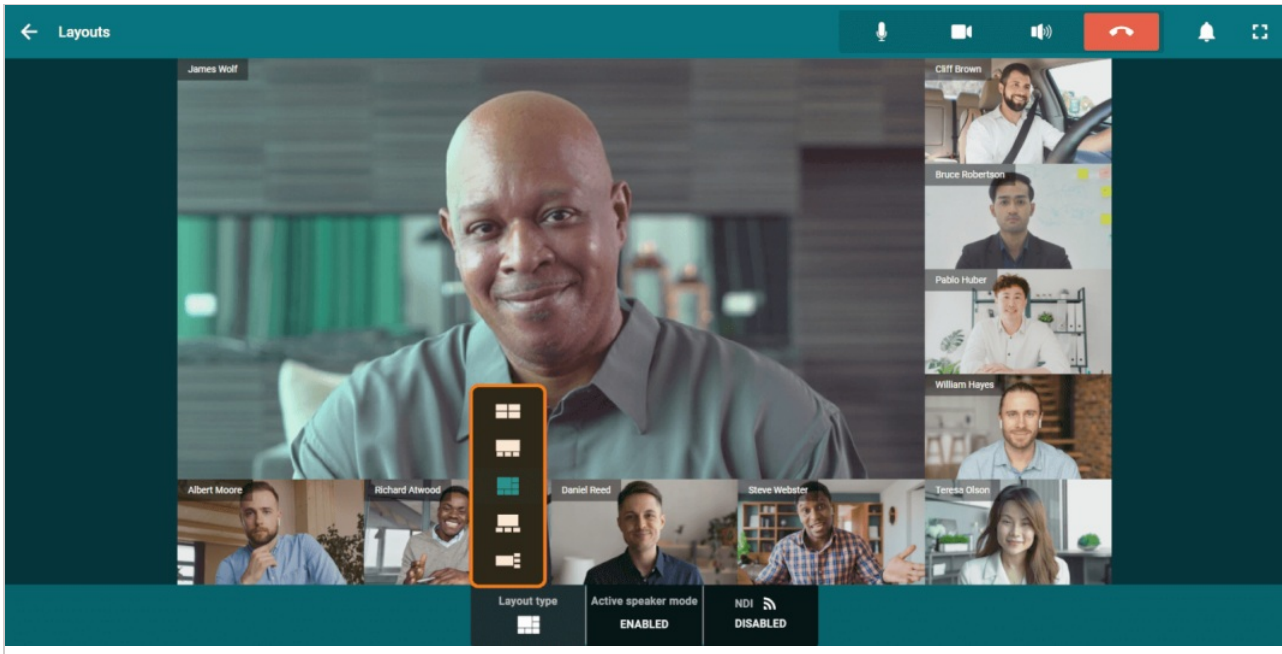 Layouts
James Wolf
Cliff Brown
Bruce Robertson
Pablo Huber
William Hayes
Albert Moore
Richard Atwood
Daniel Reed
Steve Webster
Teresa Olson
Layout type
Active speaker mode
ENABLED
NDI
DISABLED